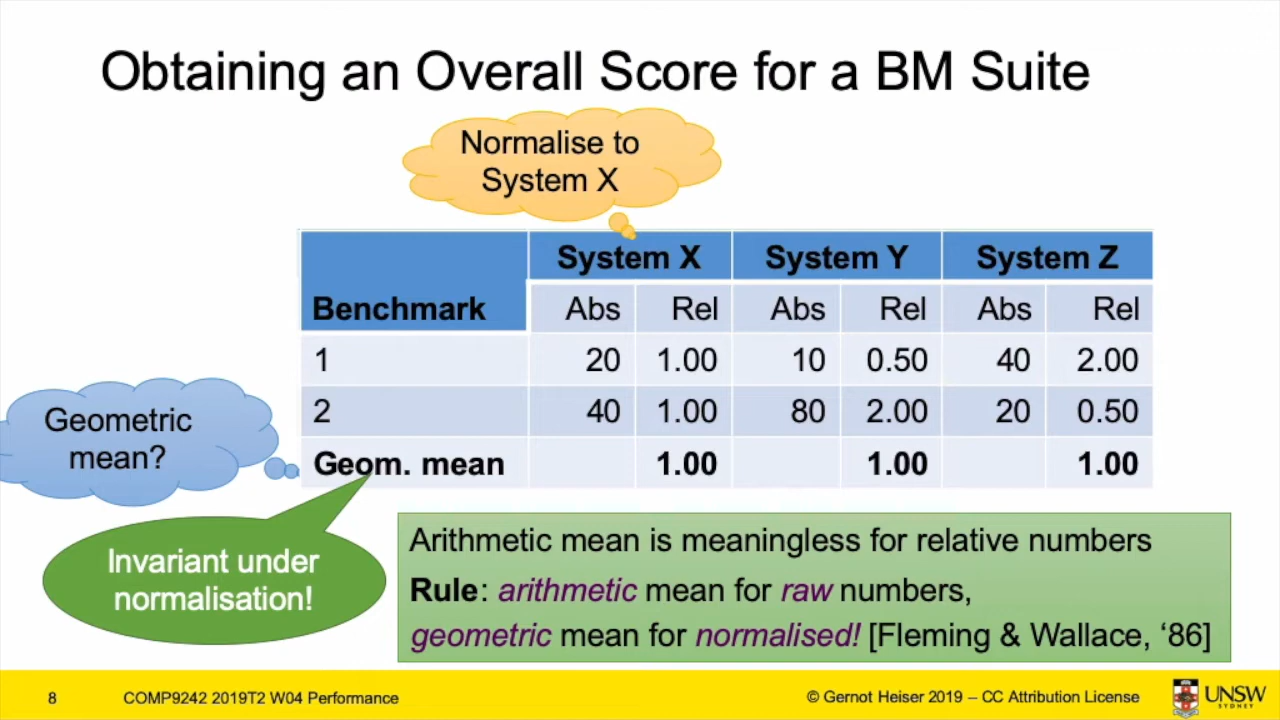 Obtaining an Overall Score for a BM Suite
Normalise to
System X
System X System Y System Z
Benchmark Abs Rel Abs Rel Abs Rel
1 20 1.00 10 0.50 40 2.00
2 40 1.00 80 2.00 20 0.50
Geom. mean 1.00 1.00 1.00
Geometric
mean?
Invariant under
normalisation!
Arithmetic mean is meaningless for relative numbers
Rule: arithmetic mean for raw numbers,
geometric mean for normalised! [Fleming & Wallace, ‘86]
8 COMP9242 2019T2 W04 Performance
© Gernot Heiser 2019 – CC Attribution License
UNSW
SYDNEY